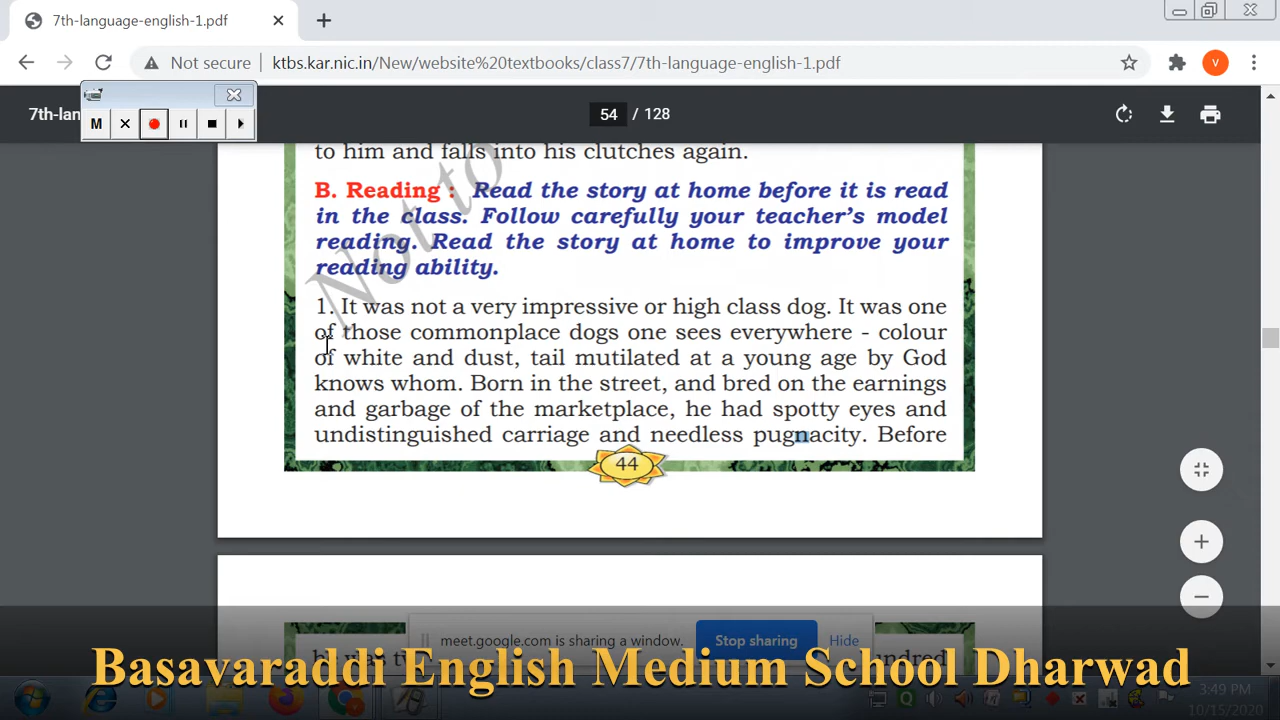 7th-language-english-1.pdf
Not secure
ktbs.kar.nic.in/New/website%20textbooks/class7/7th-language-english-1.pdf
V
7th-lan
M
54 / 128
to him and falls into his clutches again.
B. Reading : Read the story at home before it is read
in the class. Follow carefully your teacher's model
reading. Read the story at home to improve your
reading ability.
Not to
1. It was not a very impressive or high class dog. It was one
of those commonplace dogs one sees everywhere - colour
of white and dust, tail mutilated at a young age by God
knows whom. Born in the street, and bred on the earnings
and garbage of the marketplace, he had spotty eyes and
undistinguished carriage and needless pugnacity. Before
44
meet.google.com is sharing a window.
Stop sharing
Hide
Basavaraddi English Medium School Dharwad
3:49 PM
10/15/2020